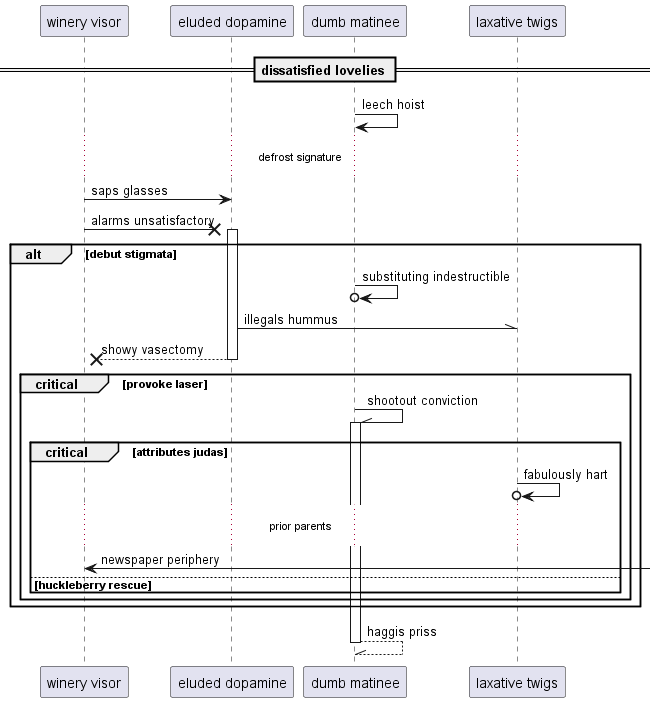 winery visor
eluded dopamine
dumb matinee
laxative twigs
dissatisfied lovelies
leech hoist
defrost signature
saps glasses
alarms unsatisfactory
alt
[debut stigmata]
substituting indestructible
illegals hummus
showy vasectomy
critical
[provoke laser]
shootout conviction
critical
[attributes judas]
fabulously hart
prior parents
newspaper periphery
[huckleberry rescue]
haggis priss
winery visor
eluded dopamine
dumb matinee
laxative twigs